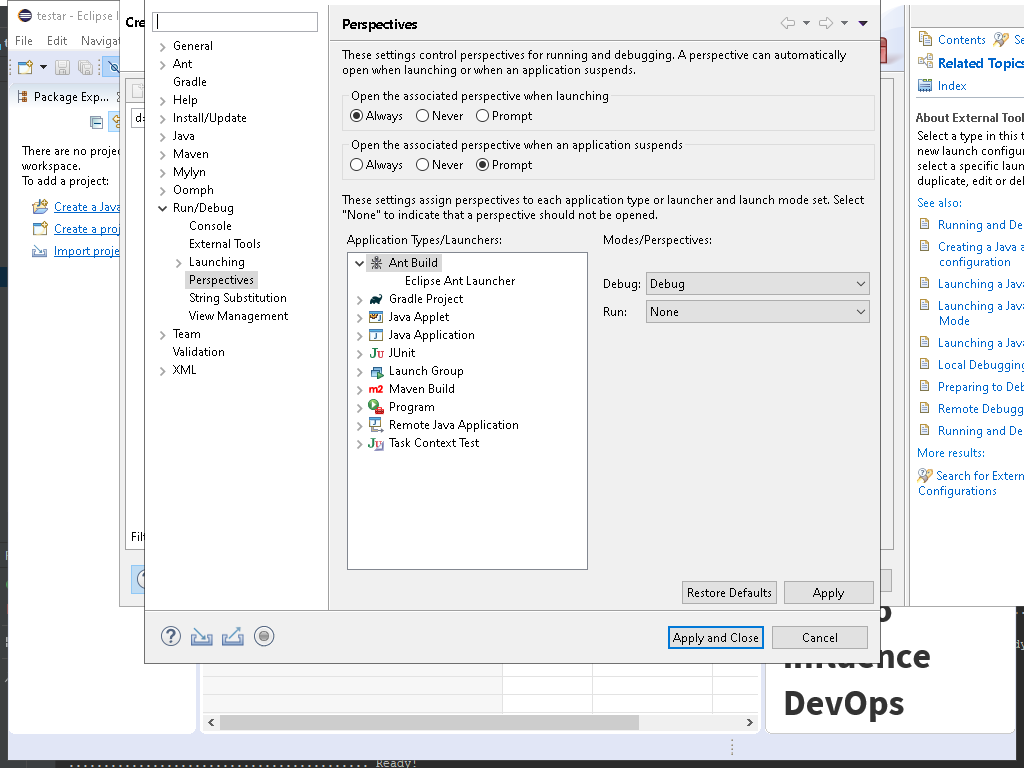 testar - Eclipse I
File Edit Navigat
Package Exp...
There are no proje
workspace.
To add a project:
Create a Java
Create a proj
Import proje
Cre
General
Ant
Gradle
Help
Install/Update
Java
Maven
Mylyn
Oomph
Run/Debug
Console
External Tools
Launching
Perspectives
String Substitution
View Management
Team
Validation
XML
Perspectives
These settings control perspectives for running and debugging. A perspective can automatically
open when launching or when an application suspends.
Open the associated perspective when launching
Always Never Prompt
Open the associated perspective when an application suspends
Always Never Prompt
These settings assign perspectives to each application type or launcher and launch mode set. Select
"None" to indicate that a perspective should not be opened.
Application Types/Launchers:
Ant Build
Eclipse Ant Launcher
Gradle Project
Java Applet
Java Application
JUnit
Launch Group
m2 Maven Build
Program
Remote Java Application
Task Context Test
Modes/Perspectives:
Debug: Debug
Run: None
Restore Defaults Apply
Apply and Close Cancel
Contents Se
Related Topics
Index
About External Tool
Select a type in this t
new launch configur
select a specific laun
duplicate, edit or del
See also:
Running and De
Creating a Java a
configuration
Launching a Java
Launching a Java
Mode
Launching a Java
Local Debugging
Preparing to Deb
Remote Debugg
Running and De
More results:
Search for Extern
Configurations
Influence
DevOps
Ready!